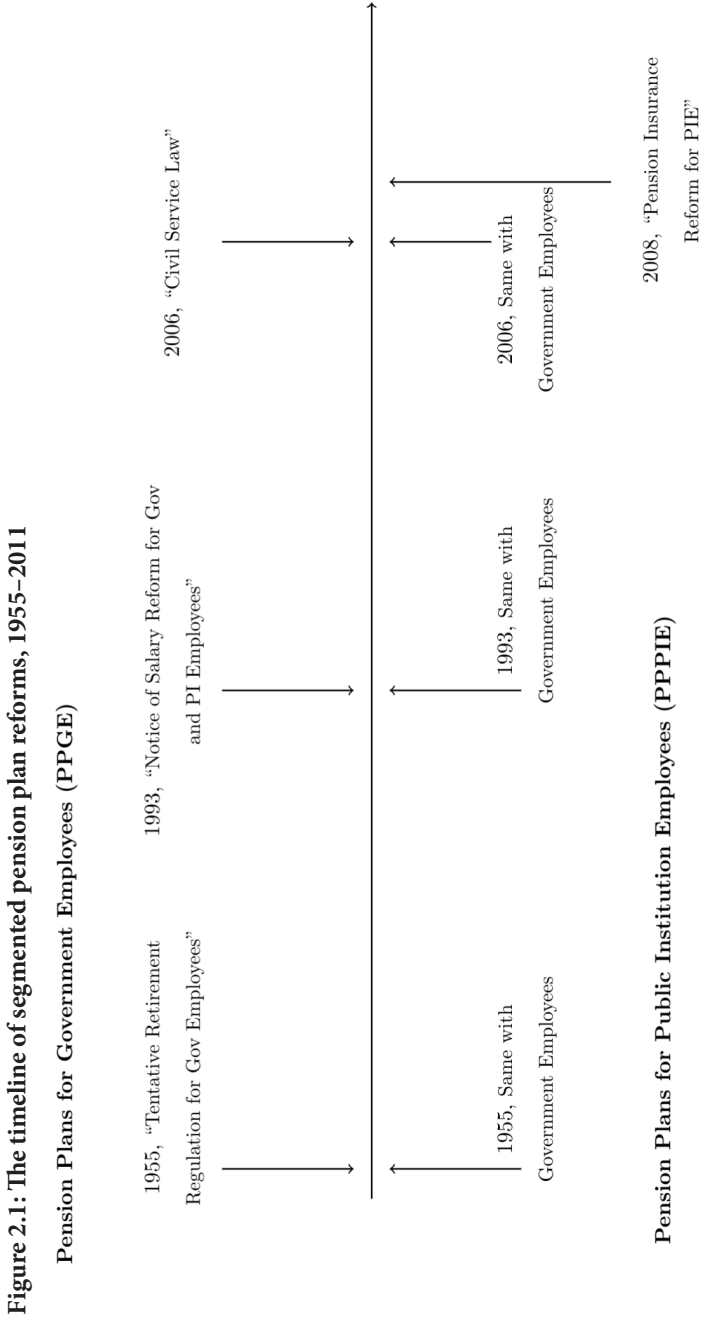 Figure 2.1: The timeline of segmented pension plan reforms, 1955–2011
Pension Plans for Government Employees (PPGE)
1955, “Tentative Retirement
Regulation for Gov Employees”
1993, “Notice of Salary Reform for Gov
and PI Employees”
2006, “Civil Service Law”
1955, Same with
Government Employees
1993, Same with
Government Employees
2006, Same with
Government Employees
2008, “Pension Insurance
Reform for PIE”
Pension Plans for Public Institution Employees (PPPIE)